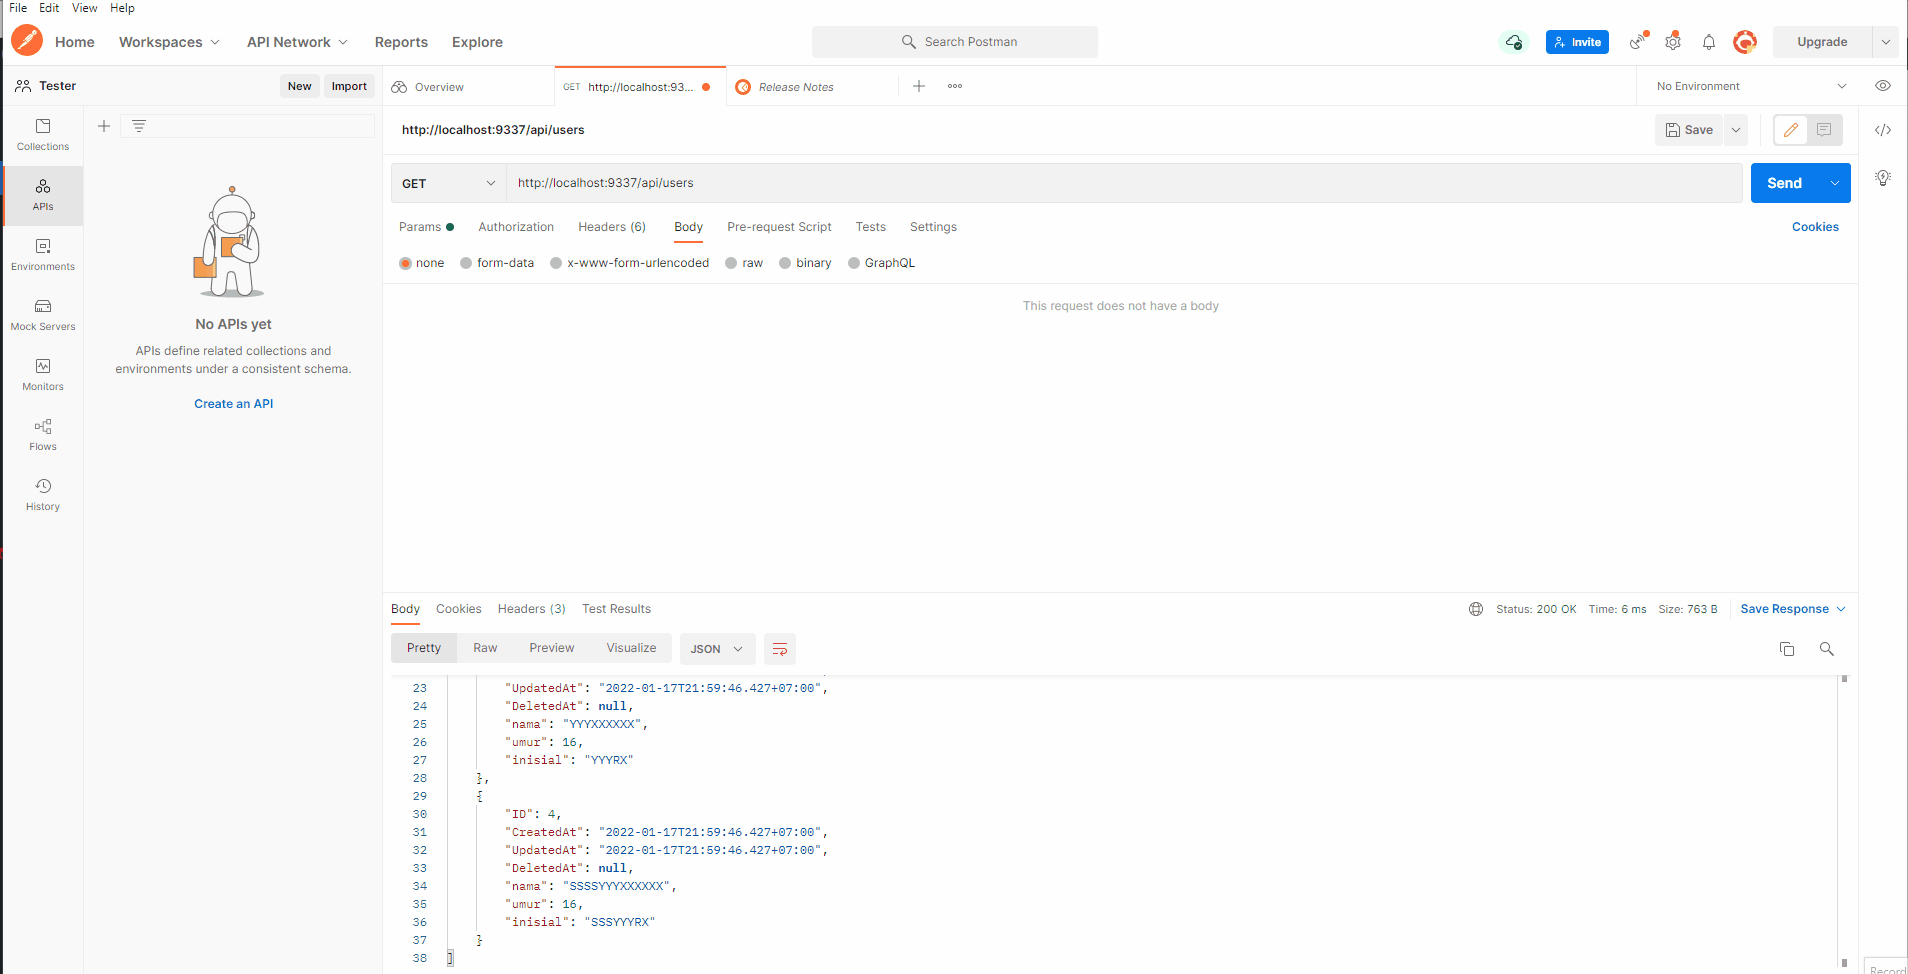 File Edit View Help
Home Workspaces API Network Reports Explore
Search Postman
Invite
Upgrade
Tester
New Import
Overview
GET http://localhost:93...
Release Notes
No Environment
Collections
APIs
Environments
Mock Servers
Monitors
Flows
History
No APIs yet
APIs define related collections and
environments under a consistent schema.
Create an API
http://localhost:9337/api/users
Save
GET http://localhost:9337/api/users
Send
Params Authorization Headers (6) Body Pre-request Script Tests Settings
Cookies
none form-data x-www-form-urlencoded raw binary GraphQL
This request does not have a body
Body Cookies Headers (3) Test Results
Status: 200 OK Time: 6 ms Size: 763 B Save Response
Pretty Raw Preview Visualize JSON
23 "UpdatedAt": "2022-01-17T21:59:46.427+07:00",
24 "DeletedAt": null,
25 "nama": "YYYXXXXXX",
26 "umur": 16,
27 "inisial": "YYYRX"
28 },
29 {
30 "ID": 4,
31 "CreatedAt": "2022-01-17T21:59:46.427+07:00",
32 "UpdatedAt": "2022-01-17T21:59:46.427+07:00",
33 "DeletedAt": null,
34 "nama": "SSSSYYYXXXXXX",
35 "umur": 16,
36 "inisial": "SSSYYYRX"
37 }
38 ]
Record